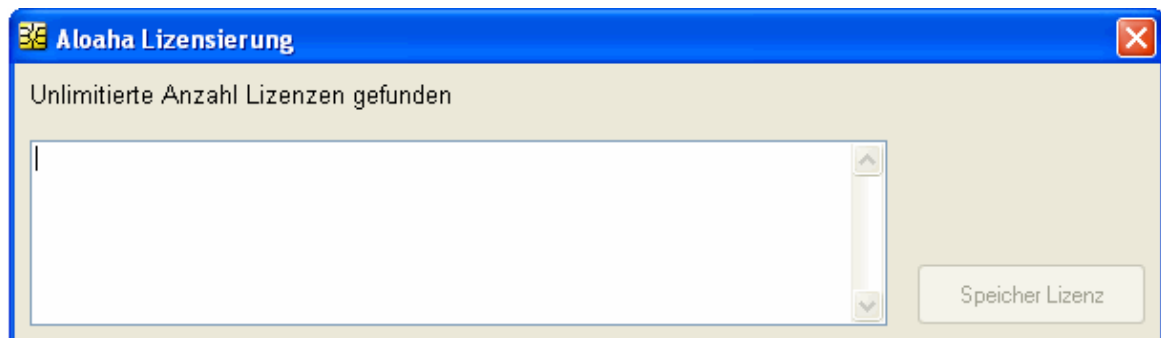 Aloaha Lizensierung
Unlimitierte Anzahl Lizenzen gefunden
Speicher Lizenz